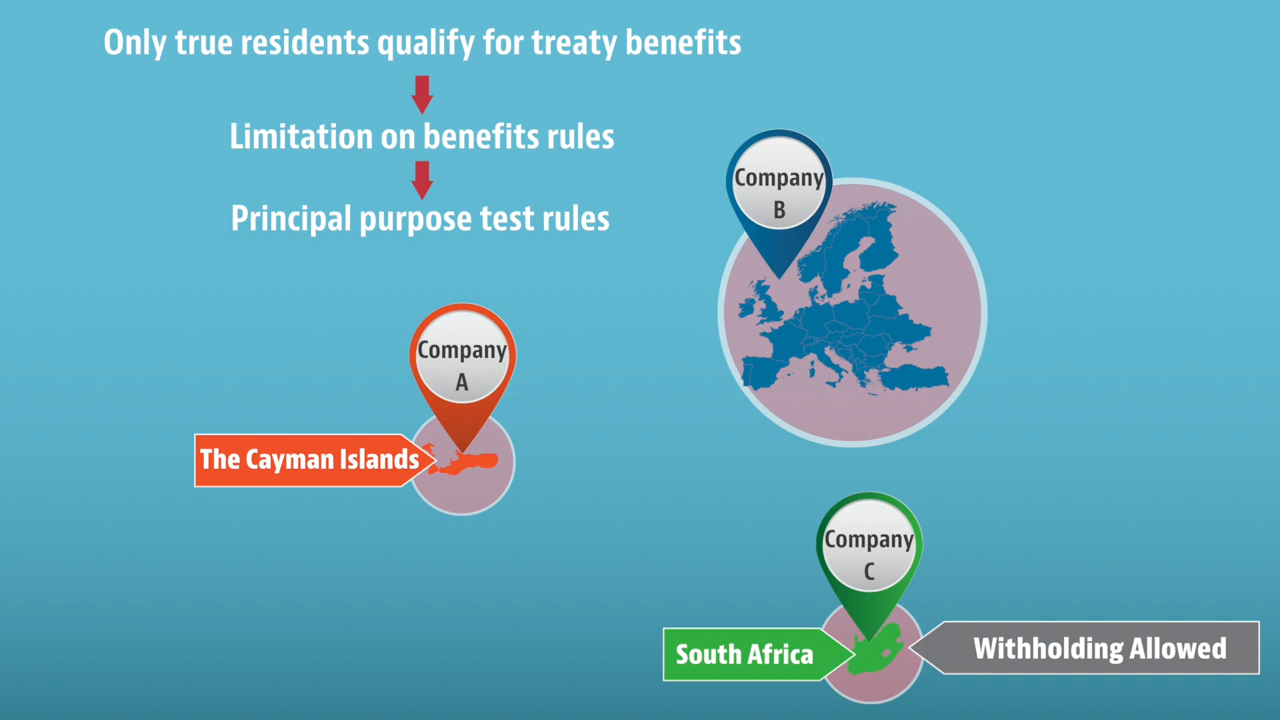 Only true residents qualify for treaty benefits
Limitation on benefits rules
Principal purpose test rules
Company
B
Company
A
The Cayman Islands
Company
C
South Africa
Withholding Allowed